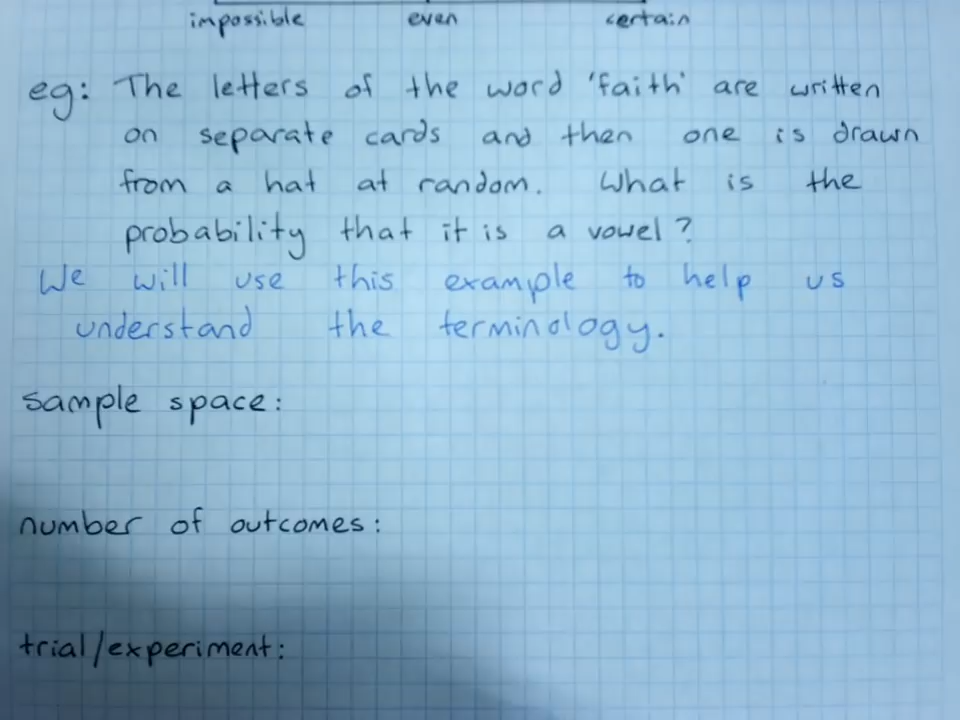 impossible even certain
eg: The letters of the word 'faith' are written
on separate cards and then one is drawn
from a hat at random. What is the
probability that it is a vowel?
We will use this example to help us
understand the terminology.
sample space:
number of outcomes:
trial/experiment: